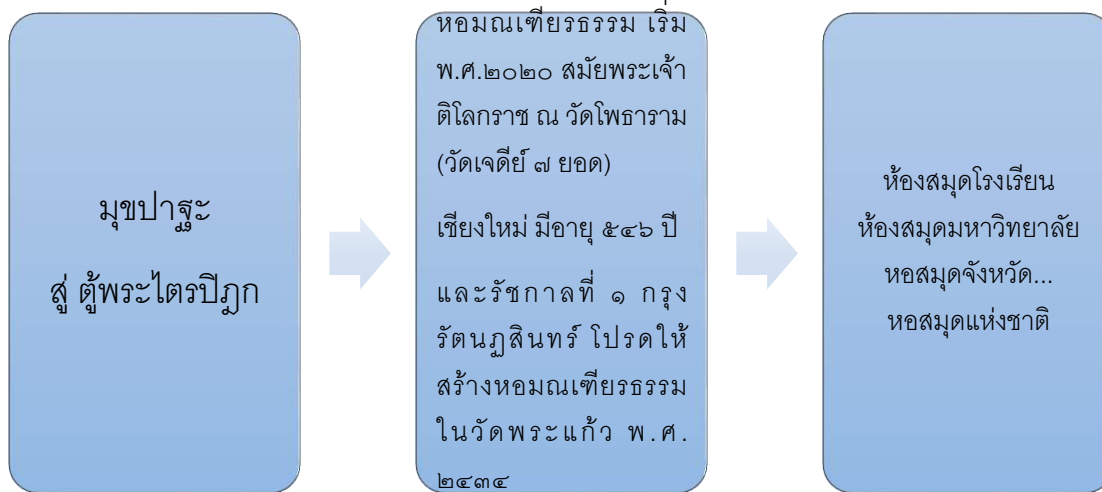 มุขปาฐะ
สู่ ตู้พระไตรปิฎก
หอมณเฑียรธรรม เริ่ม
พ.ศ.๒๐๒๐ สมัยพระเจ้า
ติโลกราช ณ วัดโพธาราม
(วัดเจดีย์ ๗ ยอด)
เชียงใหม่ มีอายุ ๕๔๖ ปี
และรัชกาลที่ ๑ กรุง
รัตนฏสินทร์ โปรดให้
สร้างหอมณเฑียรธรรม
ในวัดพระแก้ว พ.ศ.
๒๔๓๔
ห้องสมุดโรงเรียน
ห้องสมุดมหาวิทยาลัย
หอสมุดจังหวัด...
หอสมุดแห่งชาติ